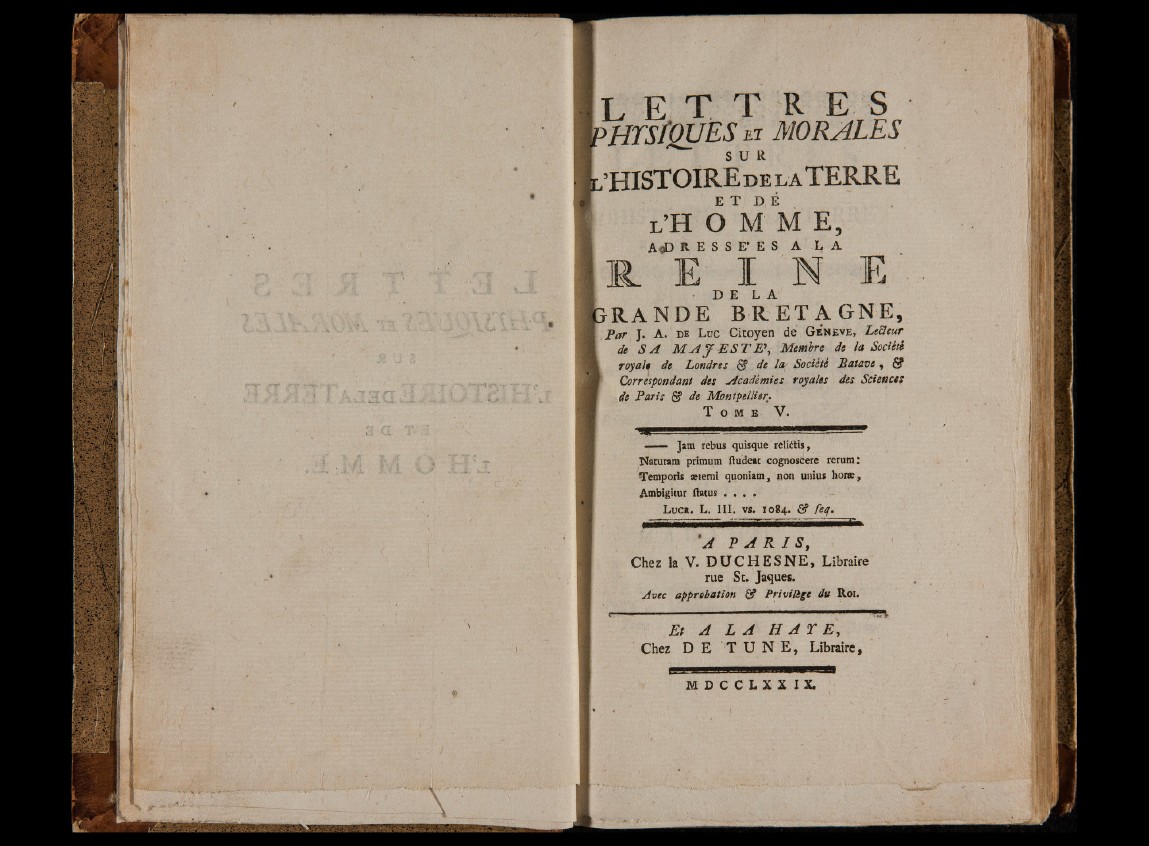 LETTRES
PHYSIQUES ET MORALES
SUR
L'HISTOIRE DE LA TERRE
ET DÉ
L'HOMME,
ADRESSE'ES A LA
REINE
DE LA
GRANDE BRETAGNE,
Par J. A. DE LUC Citoyen de GENEVE, Lecteur
de SA MAJESTE', Membre de la Société
royale de Londres & de la Société Batave, &
Correspondant des Académies royales des Sciences
de Paris & de Montpellier.
TOME V.
—— Jam rebus quisque relictis,
Naturam primum ſtudeat cognoscere rerum:
Temporis æterni quoniam, non unius horæ,
Ambigitur ſtatus . . . .
LUCR. L. III. vs. 1084. & ſeq.
A PARIS,
Chez la V. DUCHESNE, Libraire
rue St. Jaques.
Avec approbation & Privilège du ROI.
Et A LA HAYE,
Chez DE TUNE, Libraire,
MDCCLXXIX.